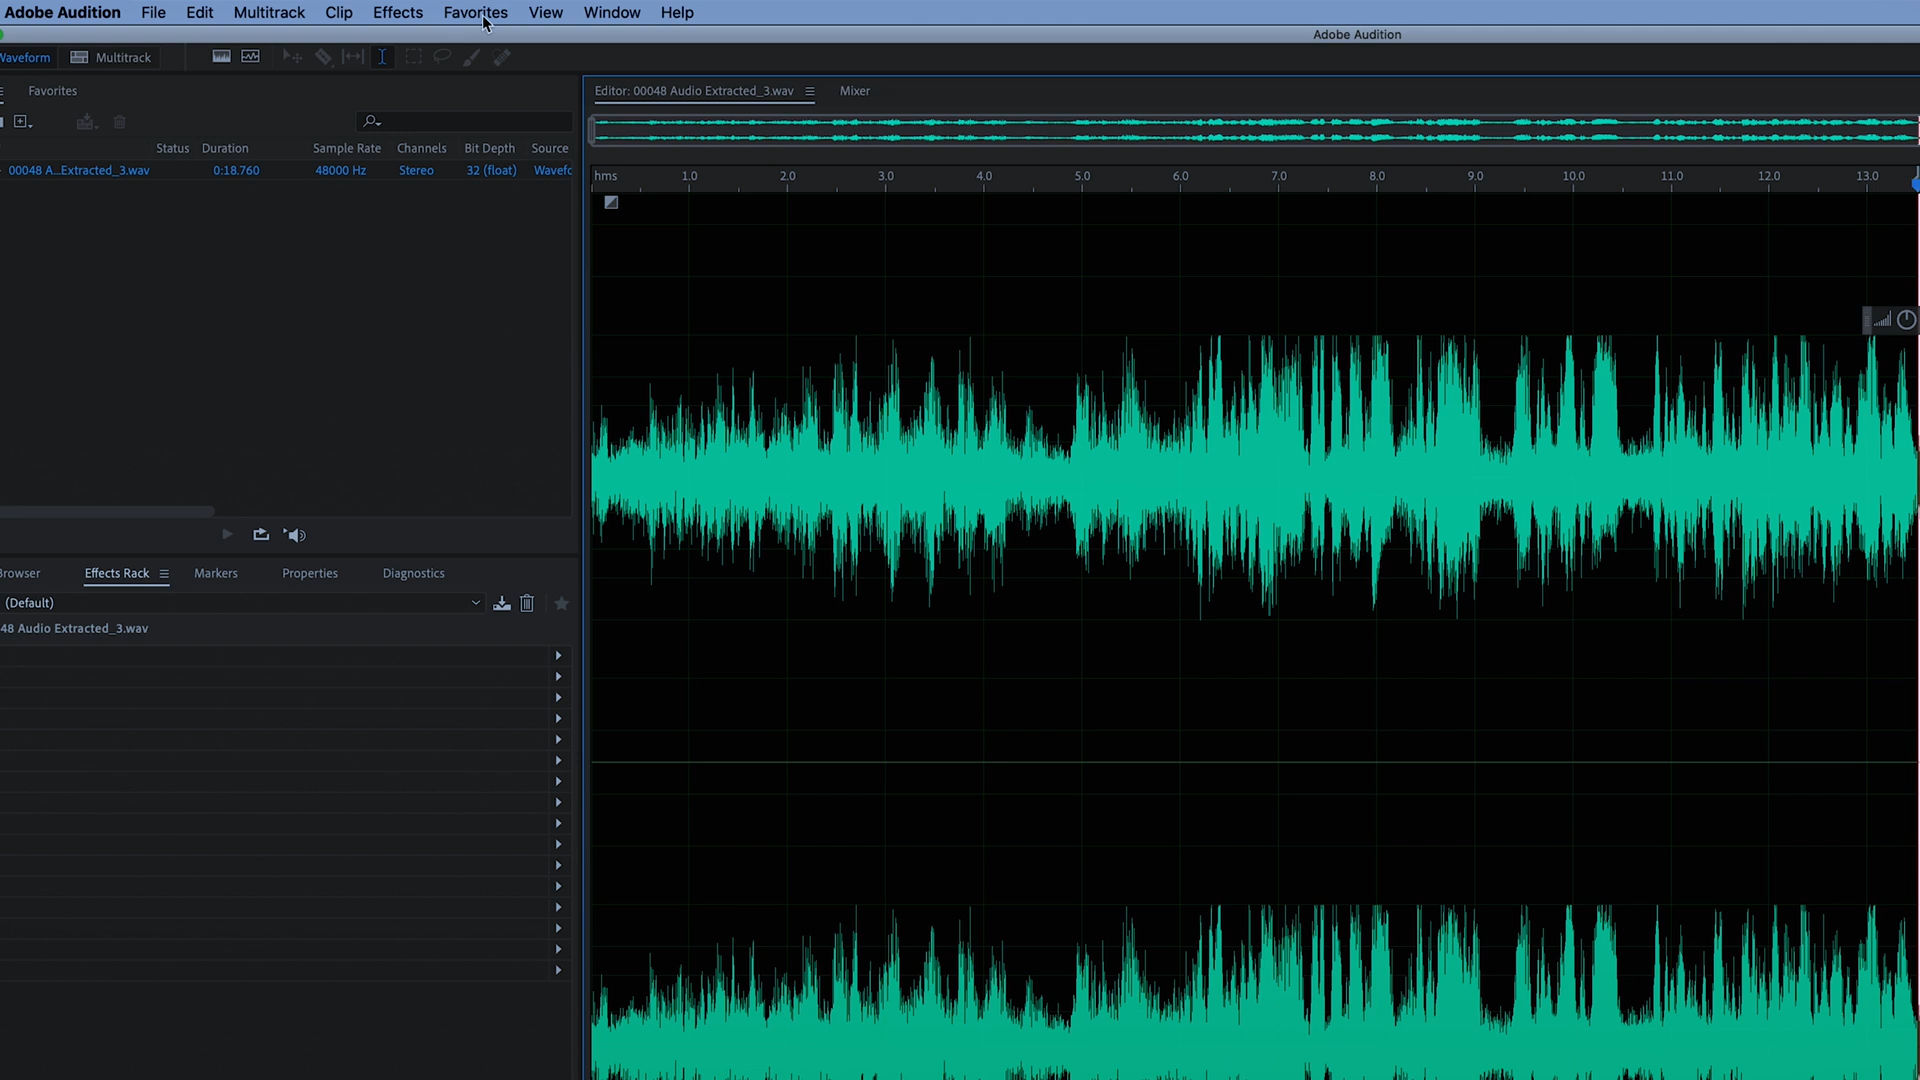 Adobe Audition File Edit Multitrack Clip Effects Favorites View Window Help
Adobe Audition
Waveform Multitrack
Favorites
Editor: 00048 Audio Extracted_3.wav Mixer
Status Duration Sample Rate Channels Bit Depth Source
00048 A...Extracted_3.wav 0:18.760 48000 Hz Stereo 32 (float) Wavefo
hms 1.0 2.0 3.0 4.0 5.0 6.0 7.0 8.0 9.0 10.0 11.0 12.0 13.0
Browser Effects Rack Markers Properties Diagnostics
(Default)
48 Audio Extracted_3.wav